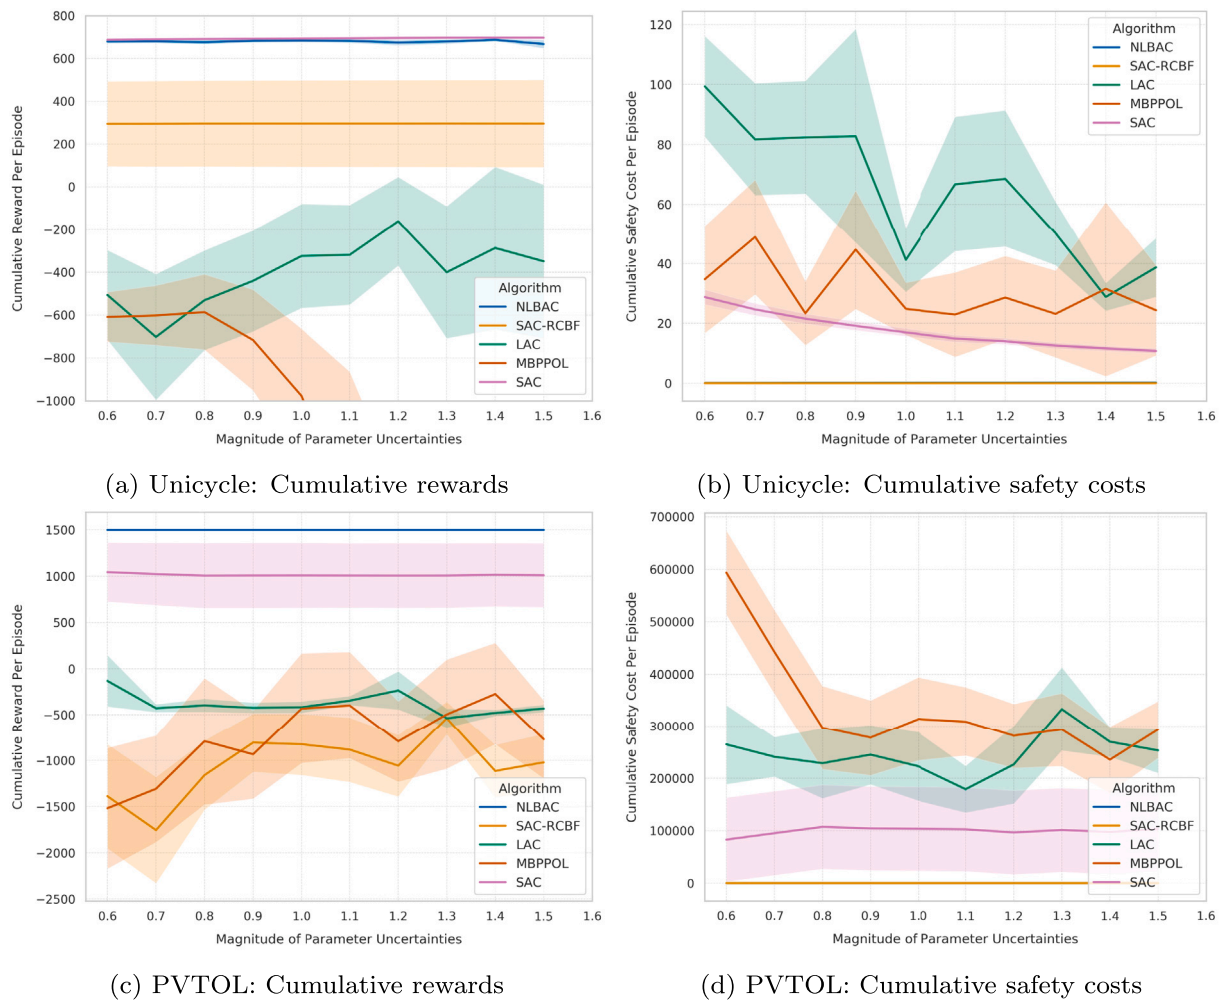 800
600
400
200
0
−200
−400
−600
−800
−1000
Cumulative Reward Per Episode
0.6 0.7 0.8 0.9 1.0 1.1 1.2 1.3 1.4 1.5 1.6
Magnitude of Parameter Uncertainties
Algorithm
NLBAC
SAC-RCBF
LAC
MBPPOL
SAC
(a) Unicycle: Cumulative rewards
120
100
80
60
40
20
0
Cumulative Safety Cost Per Episode
0.6 0.7 0.8 0.9 1.0 1.1 1.2 1.3 1.4 1.5 1.6
Magnitude of Parameter Uncertainties
Algorithm
NLBAC
SAC-RCBF
LAC
MBPPOL
SAC
(b) Unicycle: Cumulative safety costs
1500
1000
500
0
−500
−1000
−1500
−2000
−2500
Cumulative Reward Per Episode
0.6 0.7 0.8 0.9 1.0 1.1 1.2 1.3 1.4 1.5 1.6
Magnitude of Parameter Uncertainties
Algorithm
NLBAC
SAC-RCBF
LAC
MBPPOL
SAC
(c) PVTOL: Cumulative rewards
700000
600000
500000
400000
300000
200000
100000
0
Cumulative Safety Cost Per Episode
0.6 0.7 0.8 0.9 1.0 1.1 1.2 1.3 1.4 1.5 1.6
Magnitude of Parameter Uncertainties
Algorithm
NLBAC
SAC-RCBF
LAC
MBPPOL
SAC
(d) PVTOL: Cumulative safety costs